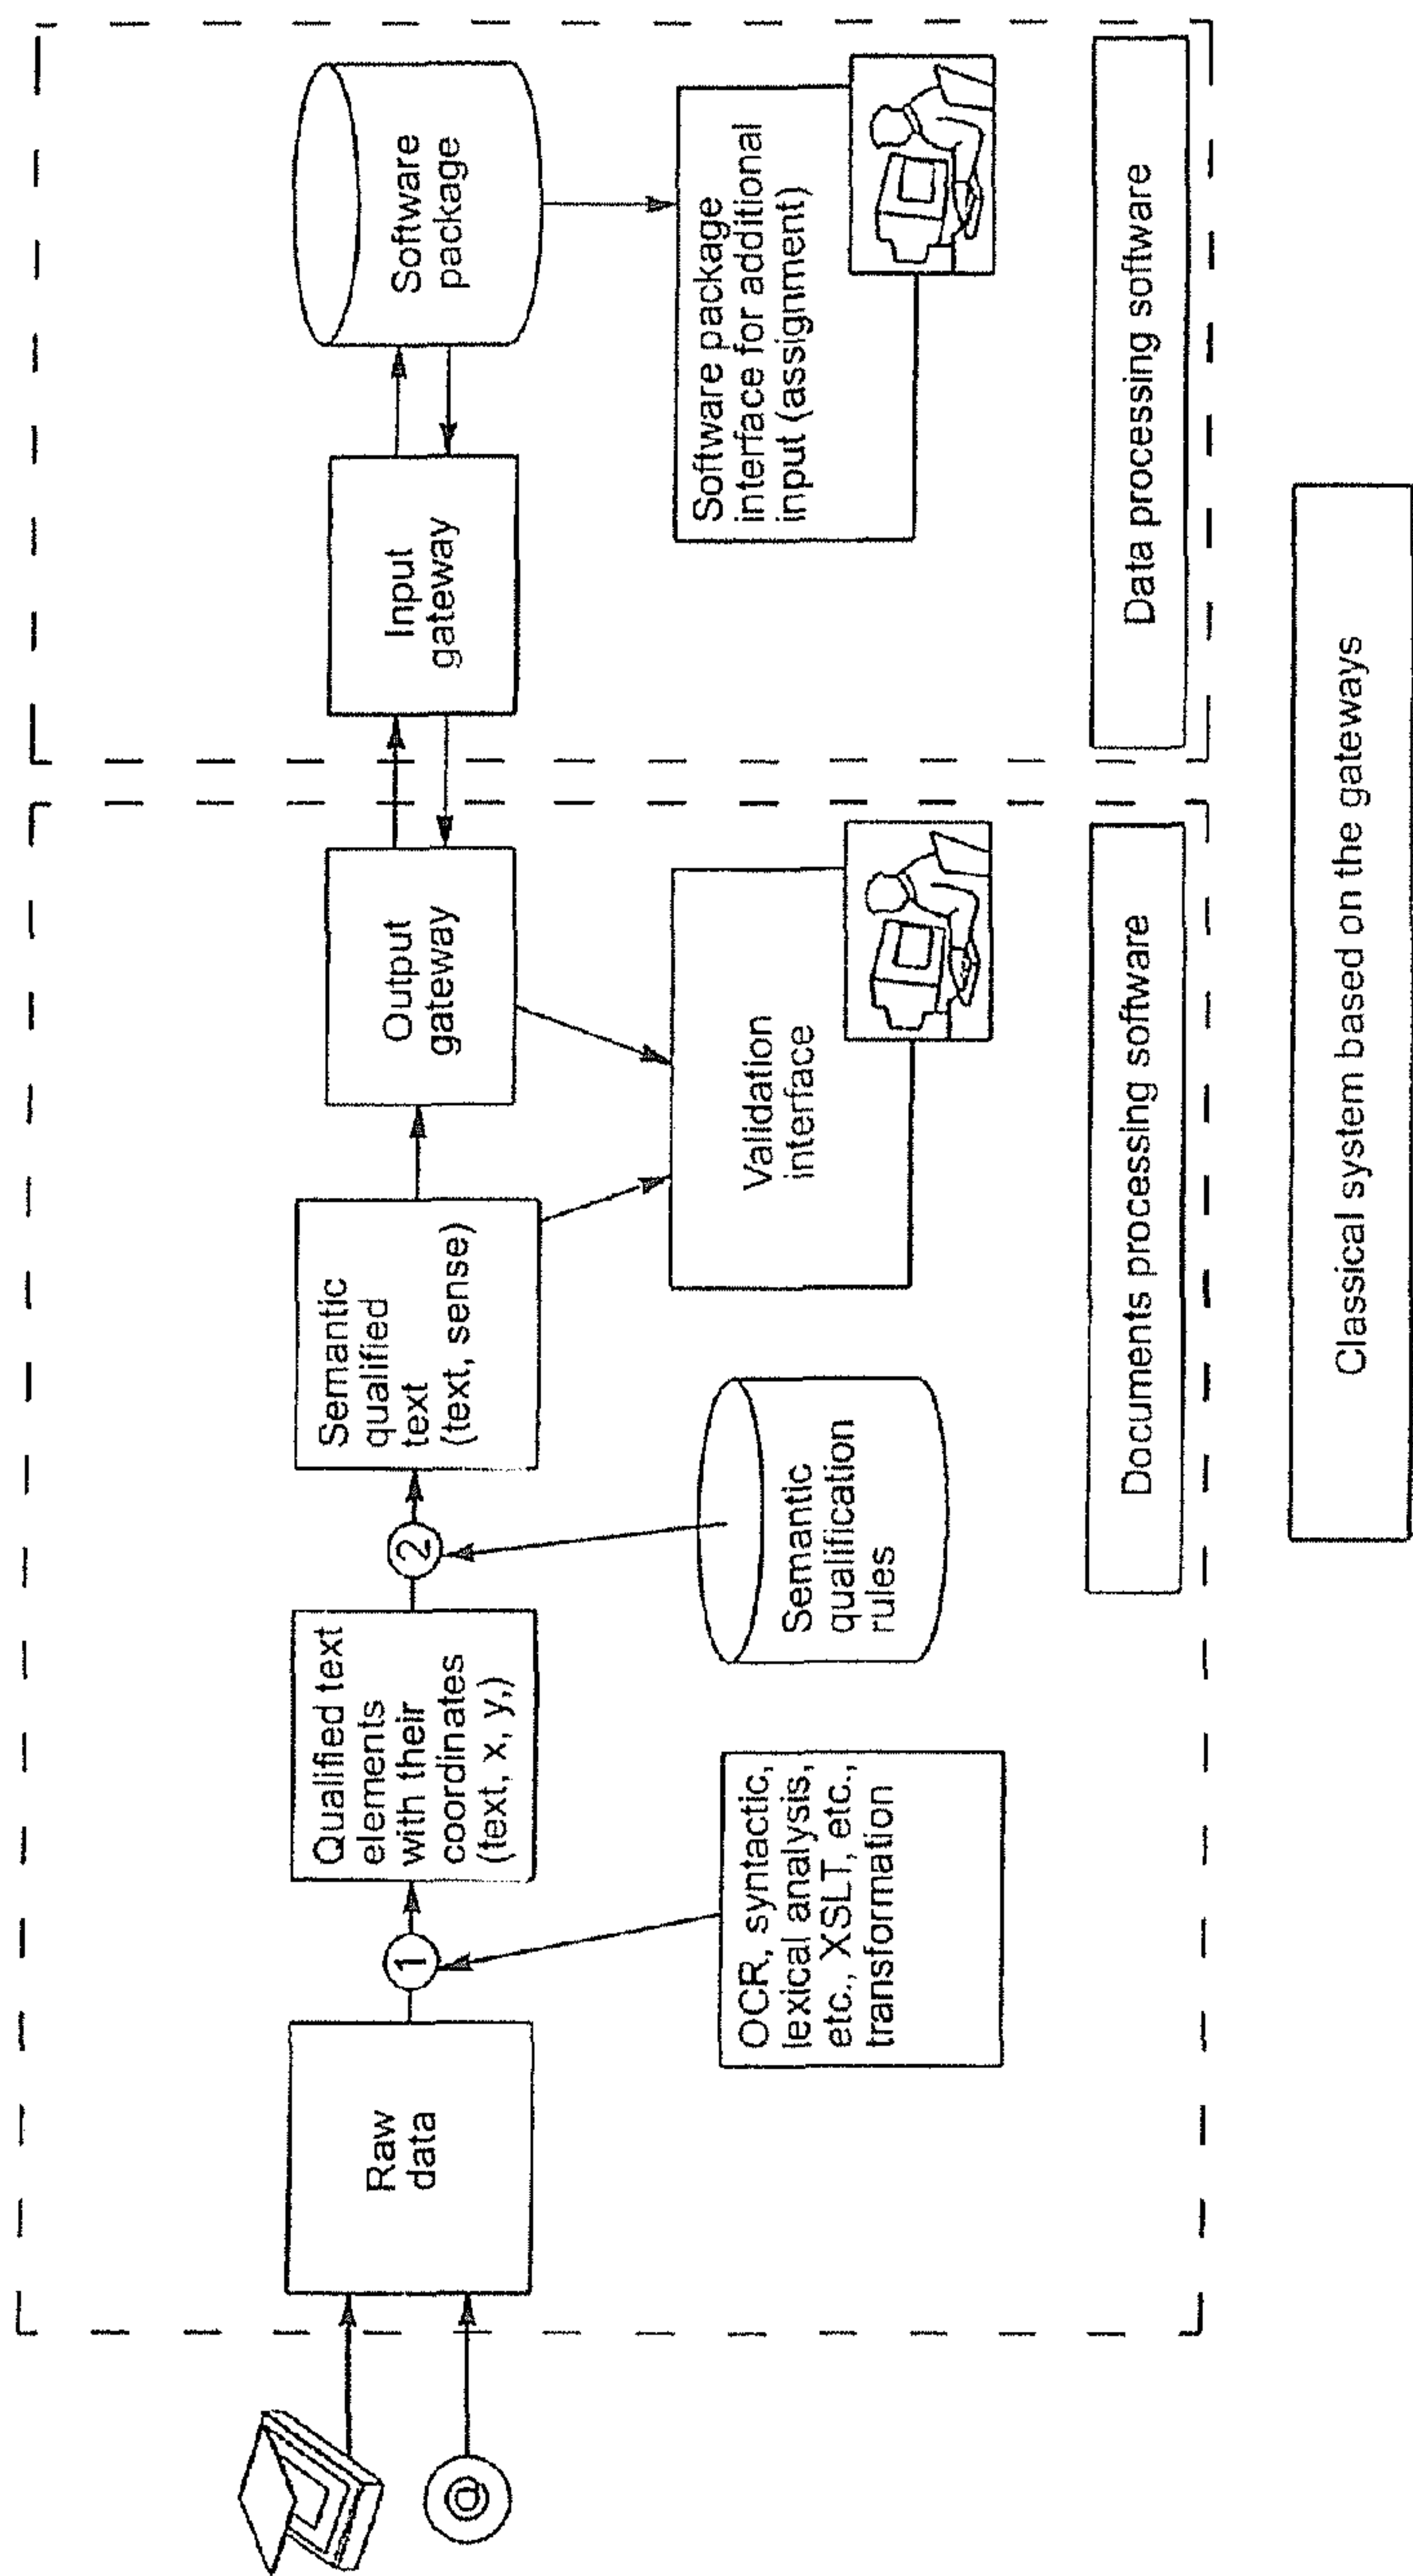 @
Raw
data
1
OCR, syntactic,
lexical analysis,
etc., XSLT, etc.,
transformation
Qualified text
elements
with their
coordinates
(text, x, y,)
2
Semantic
qualification
rules
Semantic
qualified
text
(text, sense)
Output
gateway
Validation
interface
Documents processing software
Input
gateway
Software
package
Software package
interface for additional
input (assignment)
Data processing software
Classical system based on the gateways